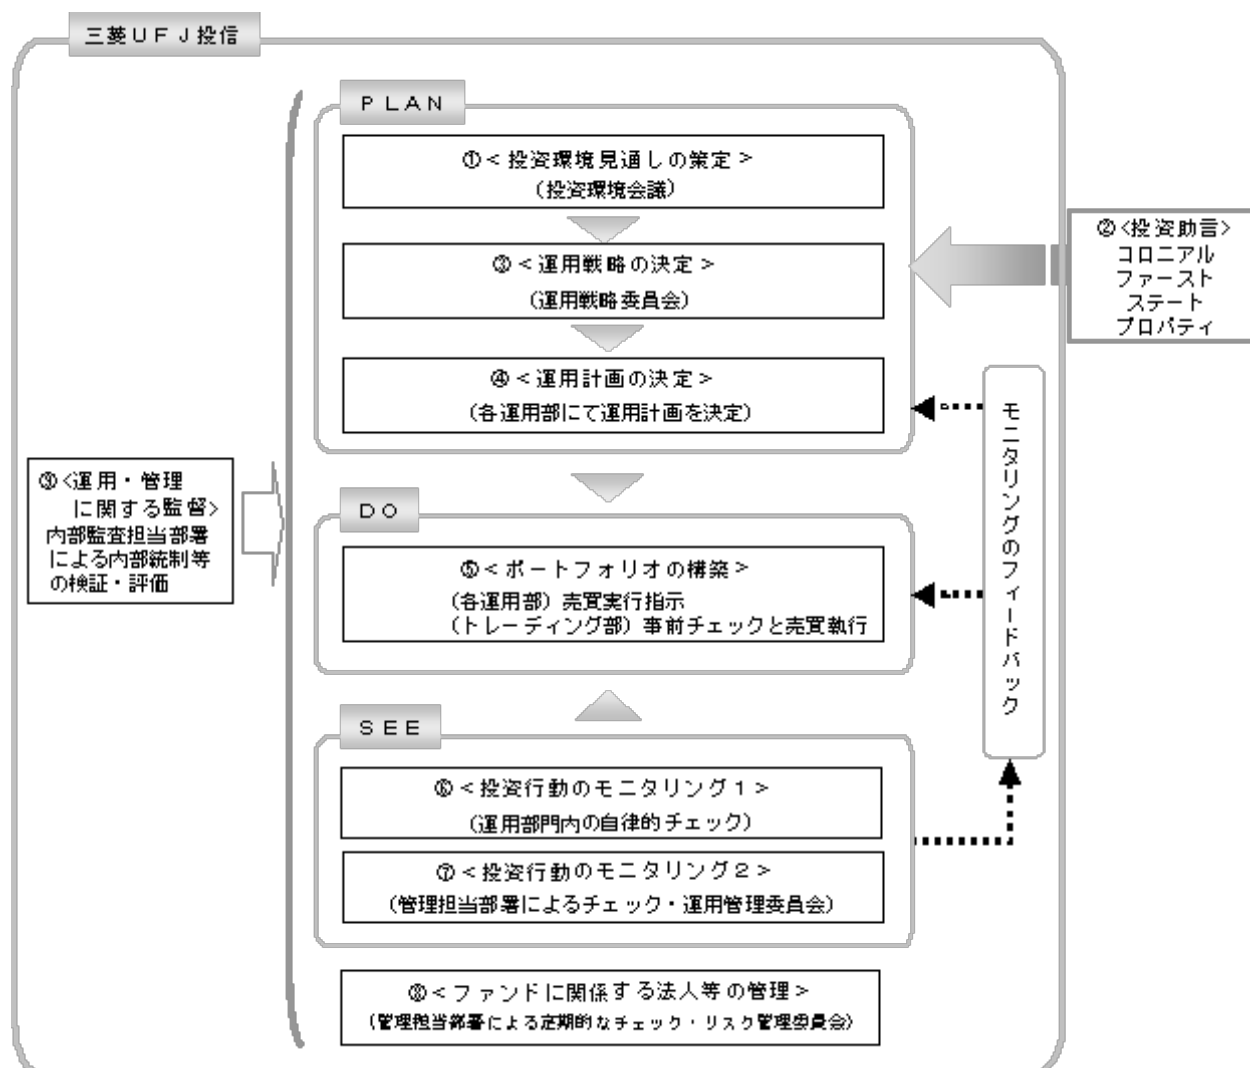 三菱UFJ投信
PLAN
①<投資環境見通しの策定>
(投資環境会議)
②<投資助言>
コロニアル
ファースト
ステート
プロパティ
③<運用戦略の決定>
(運用戦略委員会)
④<運用計画の決定>
(各運用部にて運用計画を決定)
モニタリングのフィードバック
⑨<運用・管理
に関する監督>
内部監査担当部署
による内部統制等
の検証・評価
DO
⑤<ポートフォリオの構築>
(各運用部)売買実行指示
(トレーディング部)事前チェックと売買執行
SEE
⑥<投資行動のモニタリング1>
(運用部門内の自律的チェック)
⑦<投資行動のモニタリング2>
(管理担当部署によるチェック・運用管理委員会)
⑧<ファンドに関係する法人等の管理>
(管理担当部署による定期的なチェック・リスク管理委員会)